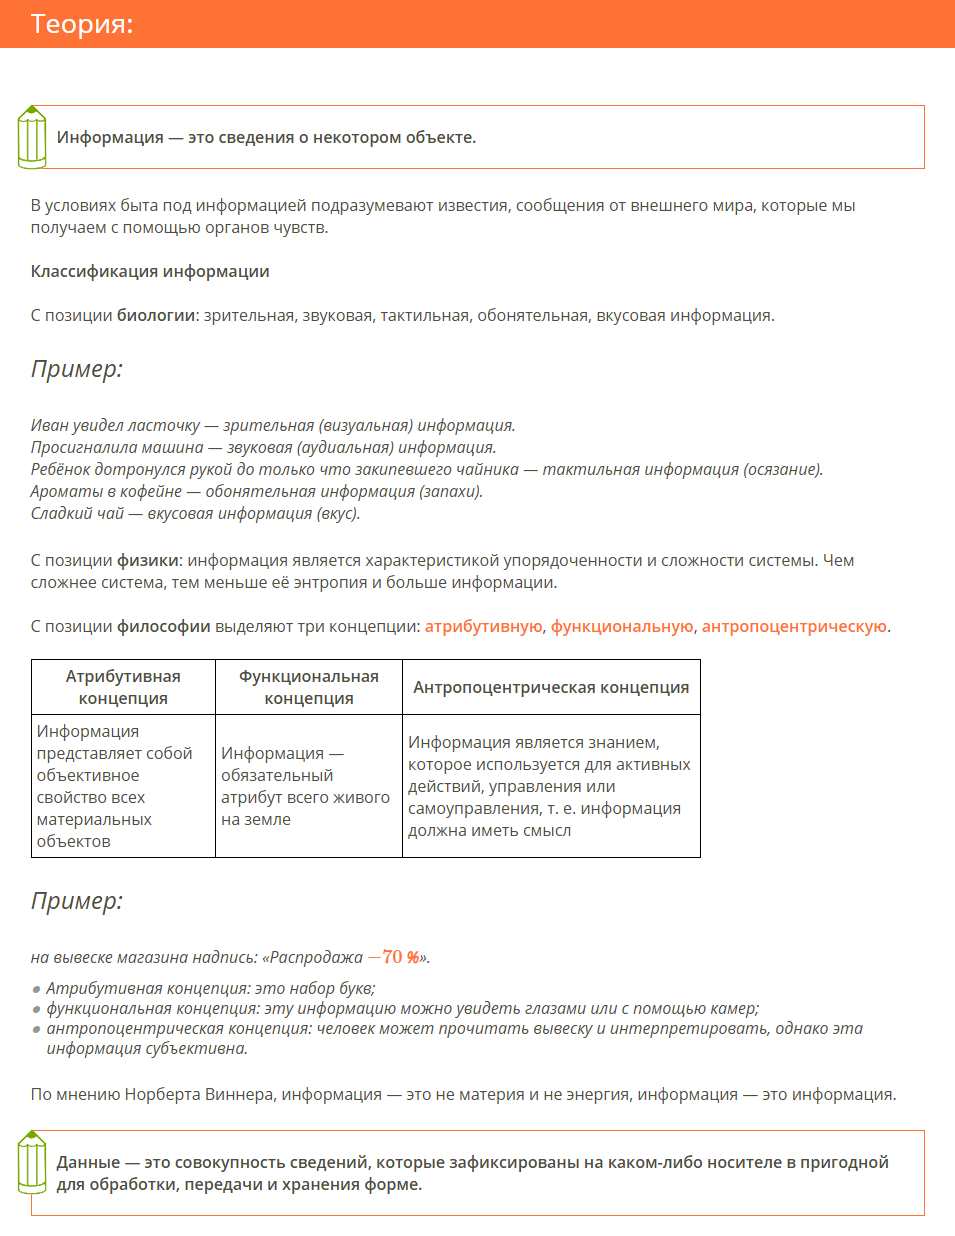 Теория:
Информация — это сведения о некотором объекте.
В условиях быта под информацией подразумевают известия, сообщения от внешнего мира, которые мы
получаем с помощью органов чувств.
Классификация информации
С позиции биологии: зрительная, звуковая, тактильная, обонятельная, вкусовая информация.
Пример:
Иван увидел ласточку — зрительная (визуальная) информация.
Просигналила машина — звуковая (аудиальная) информация.
Ребёнок дотронулся рукой до только что закипевшего чайника — тактильная информация (осязание).
Ароматы в кофейне — обонятельная информация (запахи).
Сладкий чай — вкусовая информация (вкус).
С позиции физики: информация является характеристикой упорядоченности и сложности системы. Чем
сложнее система, тем меньше её энтропия и больше информации.
С позиции философии выделяют три концепции: атрибутивную, функциональную, антропоцентрическую.
Атрибутивная
концепция
Функциональная
концепция
Антропоцентрическая концепция
Информация
представляет собой
объективное
свойство всех
материальных
объектов
Информация —
обязательный
атрибут всего живого
на земле
Информация является знанием,
которое используется для активных
действий, управления или
самоуправления, т. е. информация
должна иметь смысл
Пример:
на вывеске магазина надпись: «Распродажа −70 %».
● Атрибутивная концепция: это набор букв;
● функциональная концепция: эту информацию можно увидеть глазами или с помощью камер;
● антропоцентрическая концепция: человек может прочитать вывеску и интерпретировать, однако эта
информация субъективна.
По мнению Норберта Виннера, информация — это не материя и не энергия, информация — это информация.
Данные — это совокупность сведений, которые зафиксированы на каком-либо носителе в пригодной
для обработки, передачи и хранения форме.